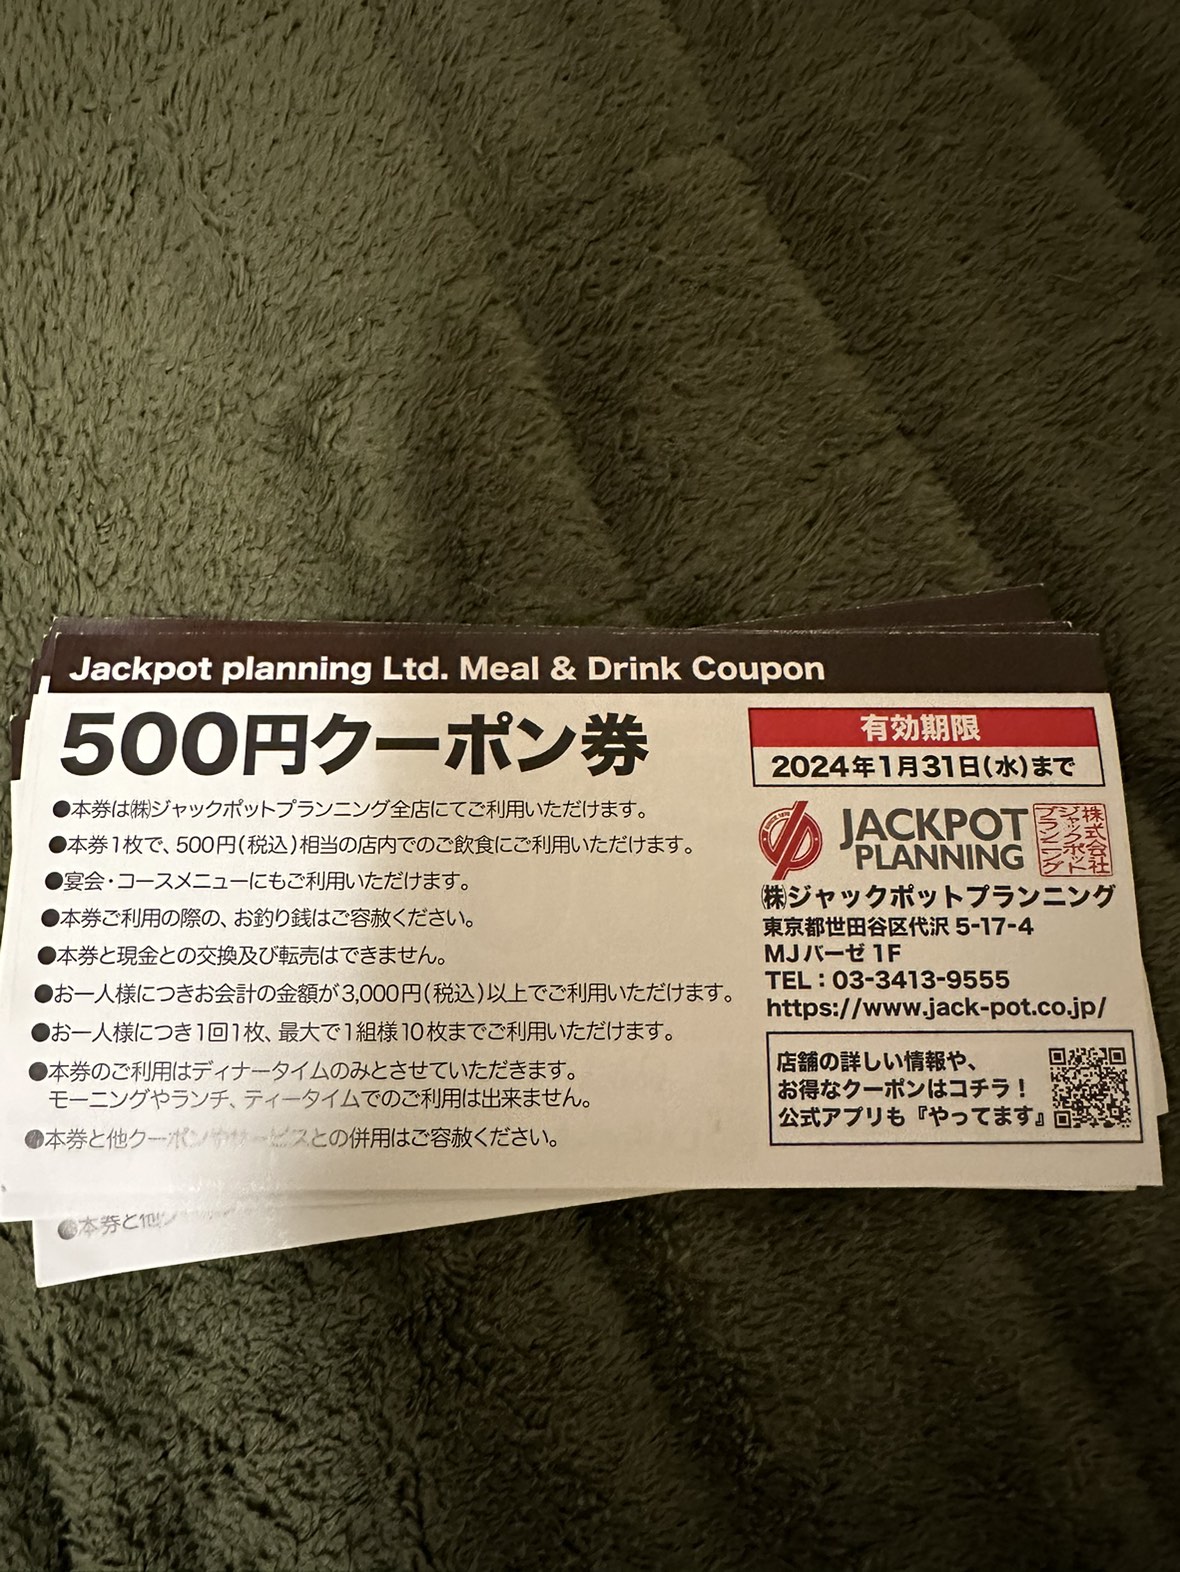 Jackpot planning Ltd. Meal & Drink Coupon
500円クーポン券
●本券は㈱ジャックポットプランニング全店にてご利用いただけます。
●本券1枚で、500円(税込)相当の店内でのご飲食にご利用いただけます。
●宴会・コースメニューにもご利用いただけます。
●本券ご利用の際の、お釣り銭はご容赦ください。
●本券と現金との交換及び転売はできません。
●お一人様につきお会計の金額が3,000円(税込)以上でご利用いただけます。
●お一人様につき1回1枚、最大で1組様10枚までご利用いただけます。
●本券のご利用はディナータイムのみとさせていただきます。
モーニングやランチ、ティータイムでのご利用は出来ません。
●本券と他クーポンやサービスとの併用はご容赦ください。
有効期限
2024年1月31日(水)まで
JACKPOT
PLANNING
株式会社
ジャックポット
プランニング
㈱ジャックポットプランニング
東京都世田谷区代沢 5-17-4
MJバーゼ 1F
TEL：03-3413-9555
https://www.jack-pot.co.jp/
店舗の詳しい情報や、
お得なクーポンはコチラ！
公式アプリも『やってます』
●本券と他ク